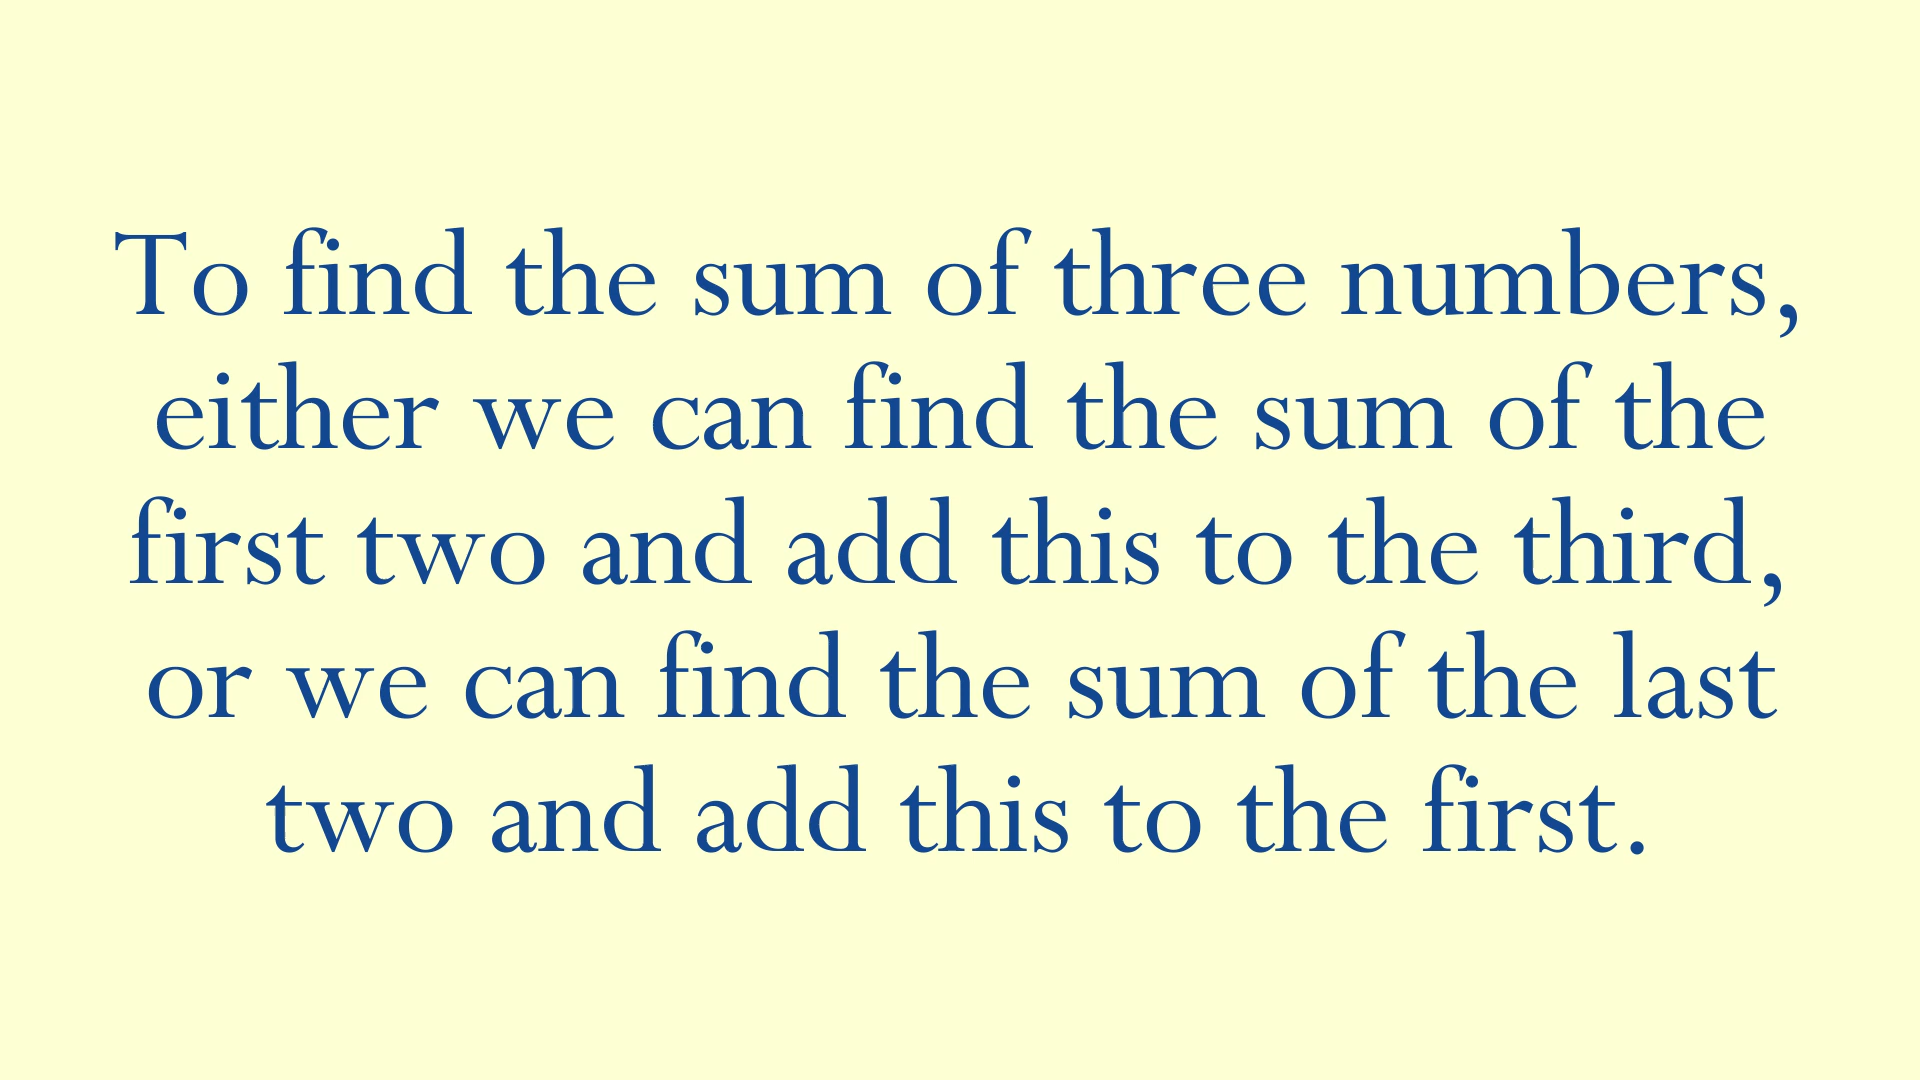 To find the sum of three numbers,
either we can find the sum of the
first two and add this to the third,
or we can find the sum of the last
two and add this to the first.